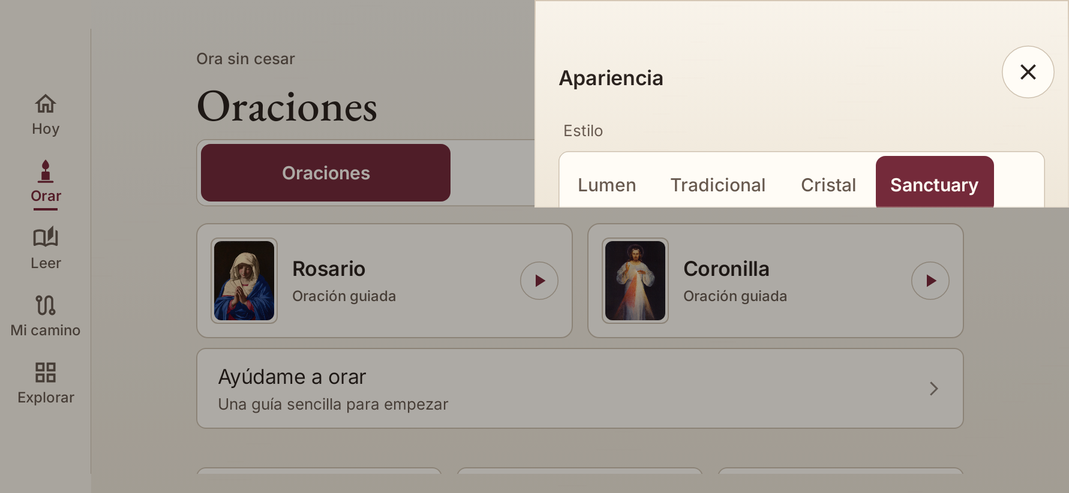 Hoy
Orar
Leer
Mi camino
Explorar
Ora sin cesar
Oraciones
Oraciones
Rosario
Oración guiada
Coronilla
Oración guiada
Ayúdame a orar
Una guía sencilla para empezar
Apariencia
Estilo
Lumen Tradicional Cristal Sanctuary